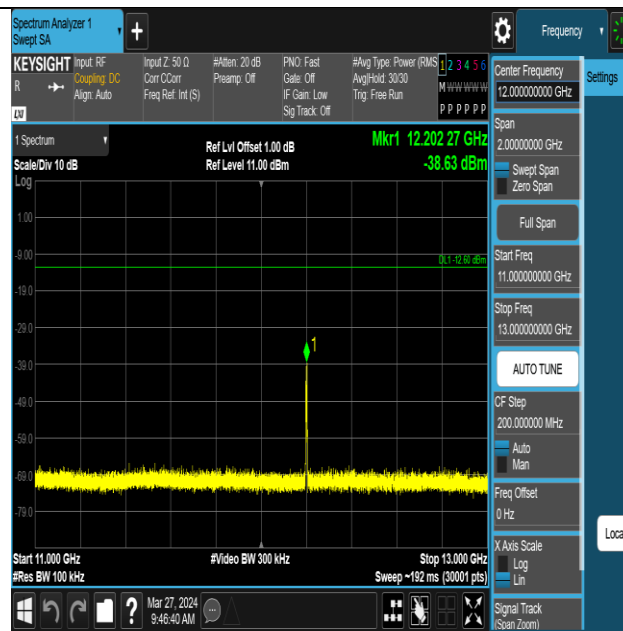 Spectrum Analyzer 1
Swept SA
Frequency
KEYSIGHT
R
LXI
Input: RF
Coupling: DC
Align: Auto
Input Z: 50 Ω
Corr CCorr
Freq Ref: Int (S)
#Atten: 20 dB
Preamp: Off
PNO: Fast
Gate: Off
IF Gain: Low
Sig Track: Off
#Avg Type: Power (RMS
Avg|Hold: 30/30
Trig: Free Run
1 2 3 4 5 6
M W W W W W
P P P P P P
1 Spectrum
Scale/Div 10 dB
Log
Ref Lvl Offset 1.00 dB
Ref Level 11.00 dBm
Mkr1 12.202 27 GHz
-38.63 dBm
1.00
-9.00
-19.0
-29.0
-39.0
-49.0
-59.0
-69.0
-79.0
DL1 -12.60 dBm
1
Start 11.000 GHz
#Res BW 100 kHz
#Video BW 300 kHz
Stop 13.000 GHz
Sweep ~192 ms (30001 pts)
Center Frequency
12.000000000 GHz
Settings
Span
2.00000000 GHz
Swept Span
Zero Span
Full Span
Start Freq
11.000000000 GHz
Stop Freq
13.000000000 GHz
AUTO TUNE
CF Step
200.000000 MHz
Auto
Man
Freq Offset
0 Hz
X Axis Scale
Log
Lin
Loca
Signal Track
(Span Zoom)
?
Mar 27, 2024
9:46:40 AM